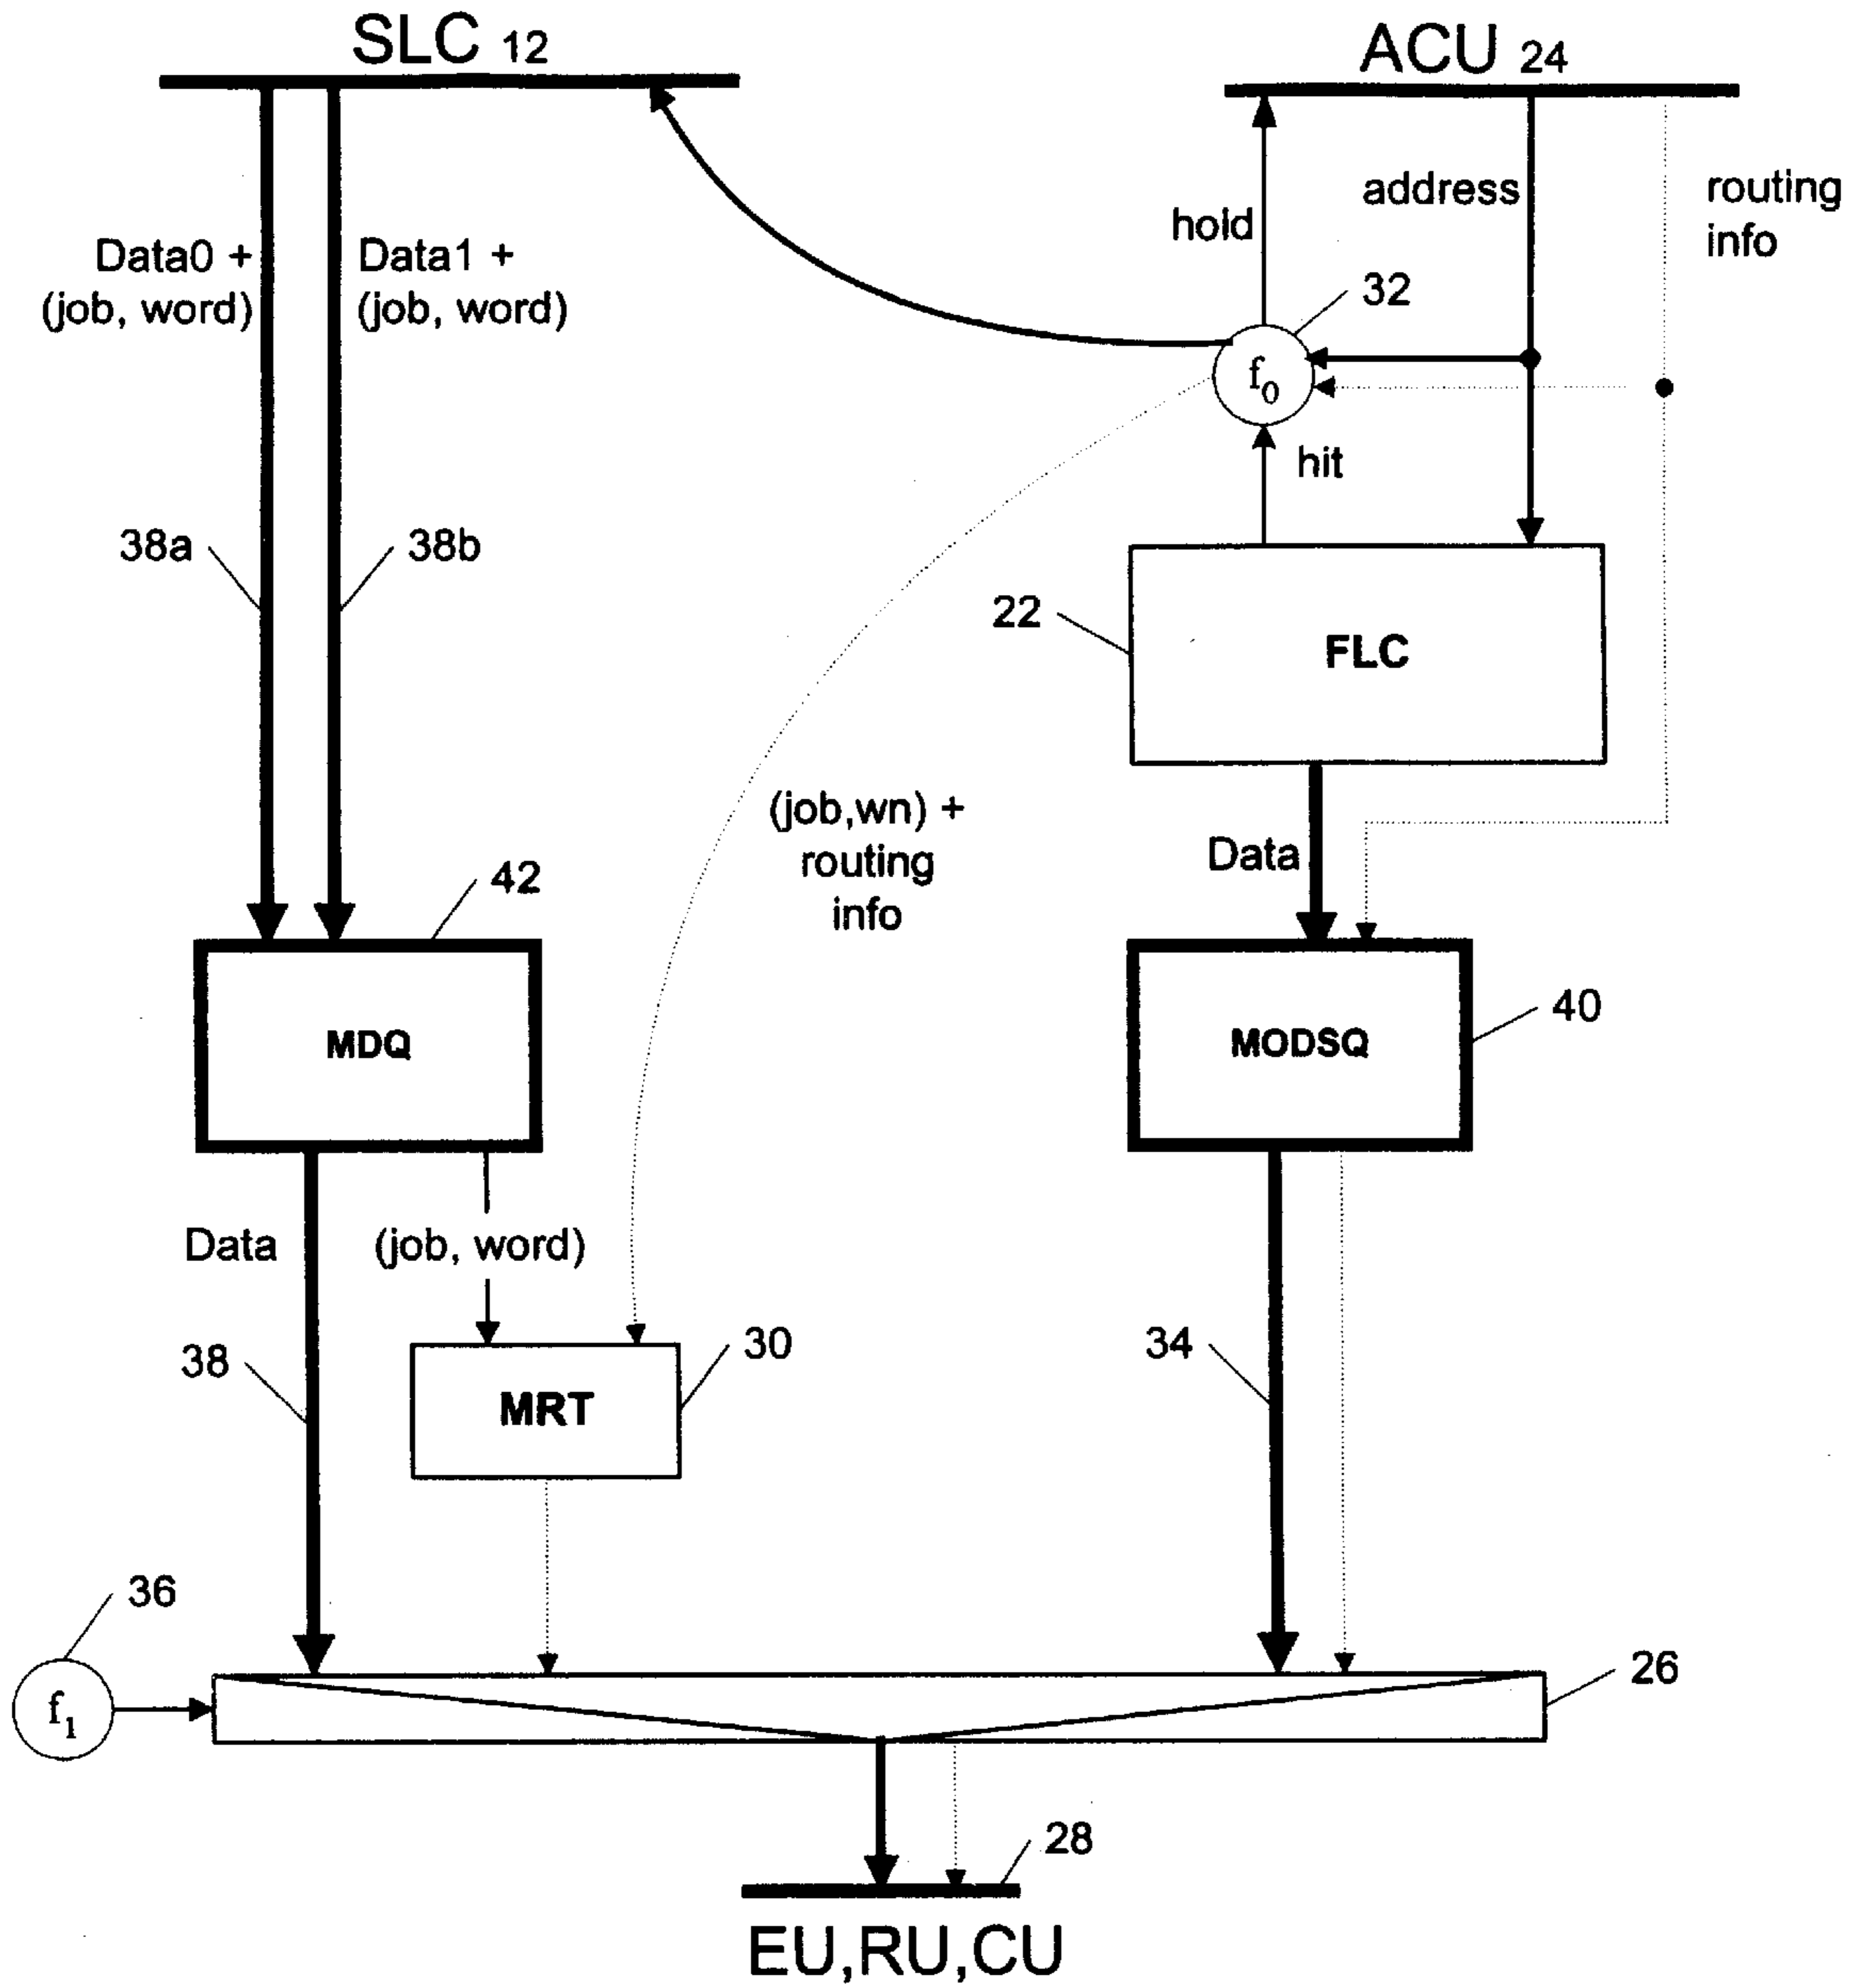 SLC 12
ACU 24
Data0 +
(job, word)
Data1 +
(job, word)
hold
address
routing
info
32
f0
hit
38a
38b
22
FLC
(job,wn) +
routing
info
Data
42
MDQ
40
MODSQ
Data
(job, word)
38
30
MRT
34
36
f1
26
28
EU,RU,CU